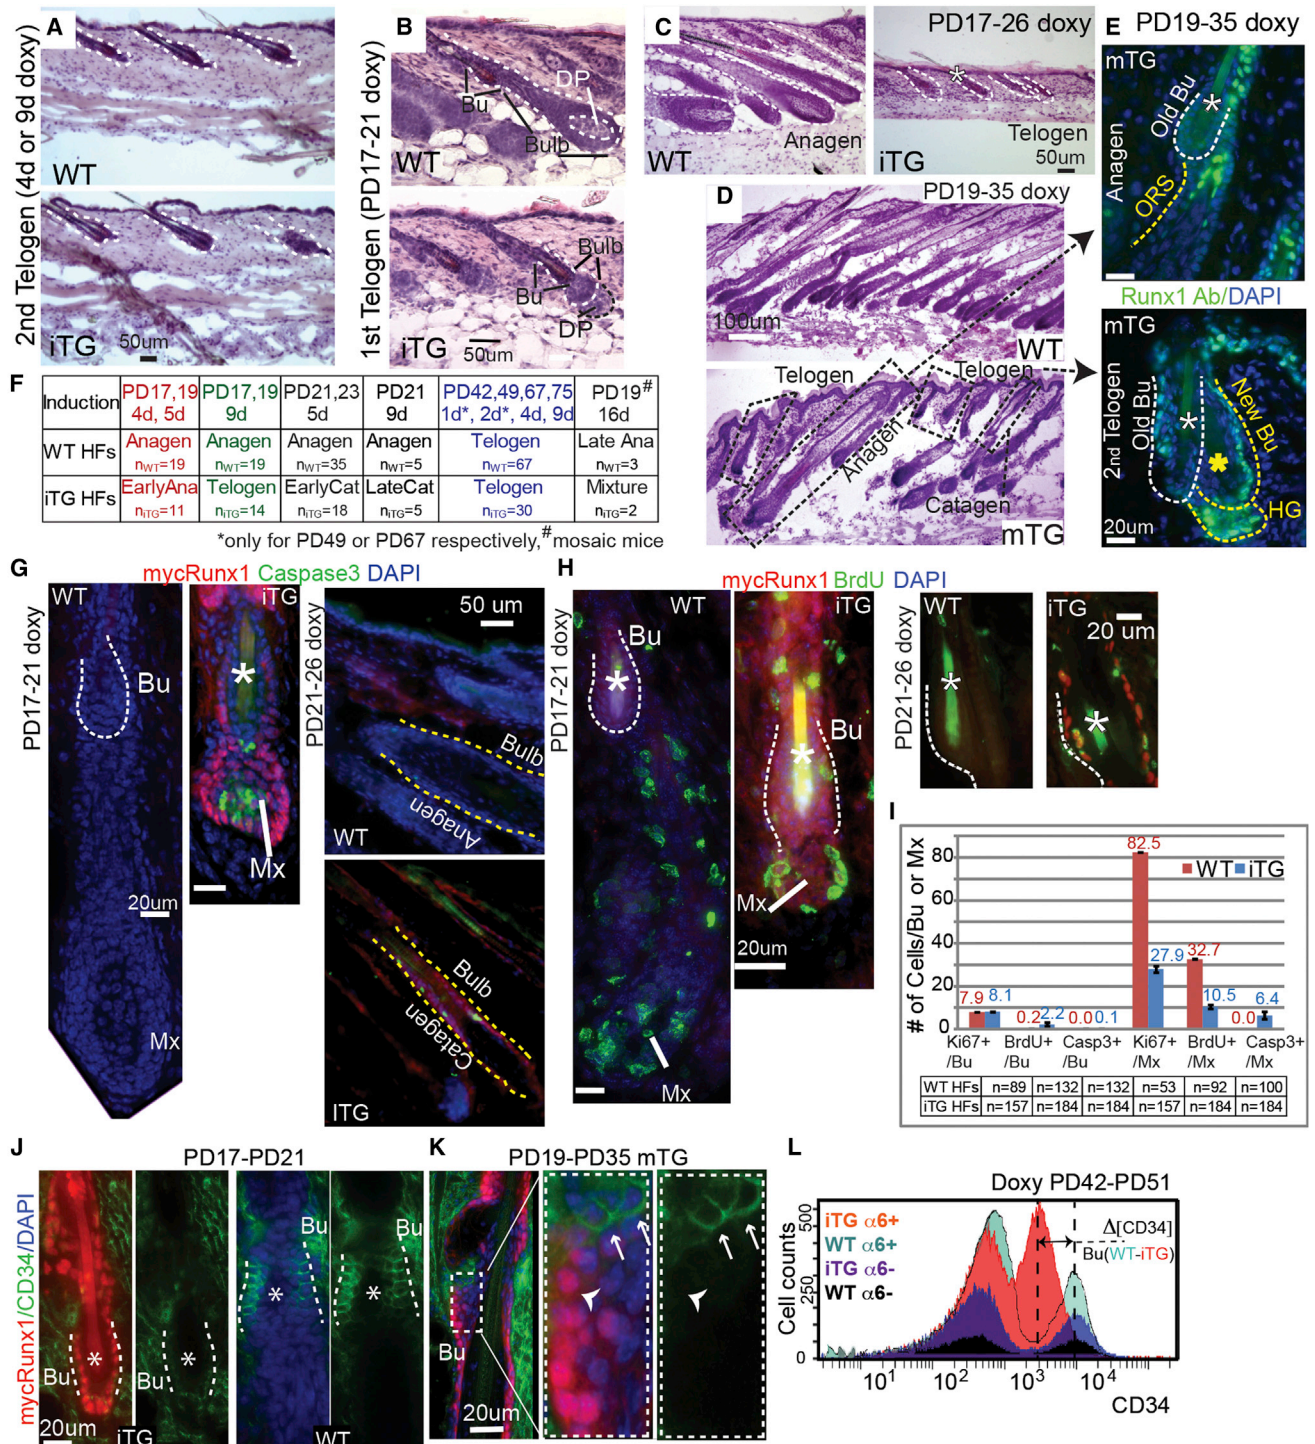 A
2nd Telogen (4d or 9d doxy)
WT
iTG
50um
B
1st Telogen (PD17-21 doxy)
Bu
DP
Bulb
WT
Bulb
Bu
DP
iTG
50um
C
WT
Anagen
PD17-26 doxy
*
iTG
Telogen
50um
D
PD19-35 doxy
100um
WT
Telogen
Telogen
Anagen
Catagen
mTG
E PD19-35 doxy
mTG
Anagen
Old Bu
*
ORS
Runx1 Ab/DAPI
mTG
2nd Telogen
Old Bu
*
New Bu
*
HG
20um
F
Induction
PD17,19 4d, 5d
PD17,19 9d
PD21,23 5d
PD21 9d
PD42,49,67,75 1d*, 2d*, 4d, 9d
PD19# 16d
WT HFs
Anagen nWT=19
Anagen nWT=19
Anagen nWT=35
Anagen nWT=5
Telogen nWT=67
Late Ana nWT=3
iTG HFs
EarlyAna niTG=11
Telogen niTG=14
EarlyCat niTG=18
LateCat niTG=5
Telogen niTG=30
Mixture niTG=2
*only for PD49 or PD67 respectively,#mosaic mice
G
mycRunx1 Caspase3 DAPI
PD17-21 doxy
WT
Bu
20um
Mx
iTG
*
Mx
PD21-26 doxy
50 um
Bulb
Anagen
WT
Bulb
Catagen
ITG
H
mycRunx1 BrdU DAPI
PD17-21 doxy
WT
Bu
*
Mx
iTG
Bu
*
Mx
20um
PD21-26 doxy
WT
*
iTG
20 um
*
I
# of Cells/Bu or Mx
80
60
40
20
0
WT iTG
7.9 8.1
0.2 2.2
0.0 0.1
82.5 27.9
32.7 10.5
0.0 6.4
Ki67+ /Bu
BrdU+ /Bu
Casp3+ /Bu
Ki67+ /Mx
BrdU+ /Mx
Casp3+ /Mx
WT HFs n=89 n=132 n=132 n=53 n=92 n=100
iTG HFs n=157 n=184 n=184 n=157 n=184 n=184
J
PD17-PD21
mycRunx1/CD34/DAPI
Bu
*
20um
iTG
Bu
*
Bu
*
WT
*
K
PD19-PD35 mTG
Bu
20um
L
Doxy PD42-PD51
Cell counts
500
250
0
iTG α6+
WT α6+
iTG α6-
WT α6-
Δ[CD34]
Bu(WT-iTG)
10^1 10^2 10^3 10^4
CD34